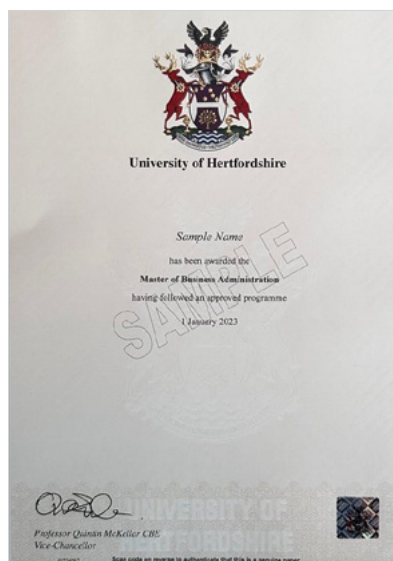 University of Hertfordshire
Sample Name
has been awarded the
Master of Business Administration
having followed an approved programme
1 January 2023
SAMPLE
Professor Quintin McKellar CBE
Vice-Chancellor
UNIVERSITY OF
HERTFORDSHIRE
Scan code on reverse to authenticate that this is a genuine paper